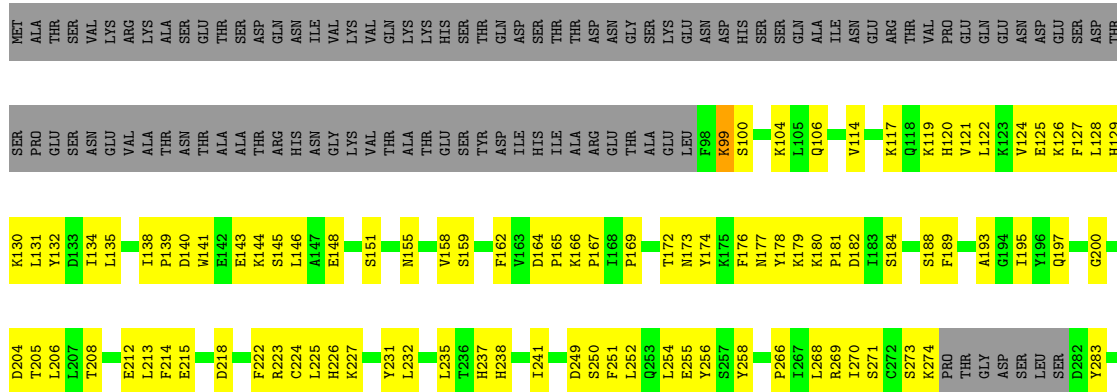 MET ALA THR SER VAL LYS ARG LYS ALA SER GLU THR SER ASP GLN ASN ILE VAL LYS VAL GLN LYS LYS HIS SER THR GLN ASP SER THR THR ASP ASN GLY SER LYS GLU ASN ASP HIS SER SER GLN ALA ILE ASN GLU ARG THR VAL PRO GLU GLN GLU ASN ASP GLU SER ASP THR
SER PRO GLU SER ASN GLU VAL ALA THR ASN THR ALA ALA THR ARG HIS ASN GLY LYS VAL THR ALA THR GLU SER TYR ASP ILE HIS ILE ALA ARG GLU THR ALA GLU LEU F98 K99 S100 K104 L105 Q106 V114 K117 Q118 K119 H120 V121 L122 K123 V124 E125 K126 F127 L128 H129
K130 L131 Y132 D133 I134 L135 I138 P139 D140 W141 E142 E143 K144 S145 L146 A147 E148 S151 N155 V158 S159 F162 V163 D164 P165 K166 P167 I168 P169 T172 N173 Y174 K175 F176 N177 Y178 K179 K180 P181 D182 I183 S184 S188 F189 A193 G194 I195 Y196 Q197 G200
D204 T205 L206 L207 T208 E212 L213 F214 E215 D218 F222 R223 C224 L225 H226 K227 Y231 L232 L235 T236 H237 H238 I241 D249 S250 F251 L252 Q253 L254 E255 Y256 S257 Y258 P266 I267 L268 R269 I270 S271 C272 S273 K274 PRO THR GLY ASP SER LEU SER D282 Y283